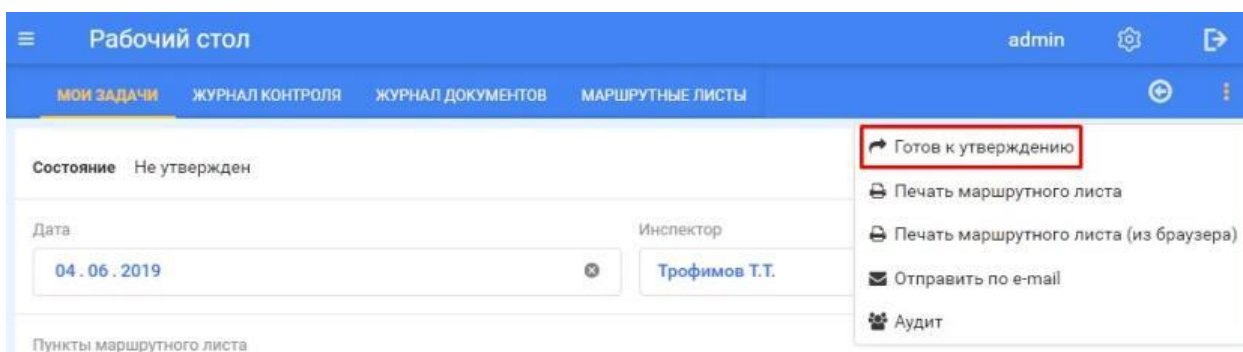 Рабочий стол
admin
МОИ ЗАДАЧИ ЖУРНАЛ КОНТРОЛЯ ЖУРНАЛ ДОКУМЕНТОВ МАРШРУТНЫЕ ЛИСТЫ
Готов к утверждению
Состояние Не утвержден
Печать маршрутного листа
Дата
Инспектор
Печать маршрутного листа (из браузера)
04 . 06 . 2019
Трофимов Т.Т.
Отправить по e-mail
Аудит
Пункты маршрутного листа